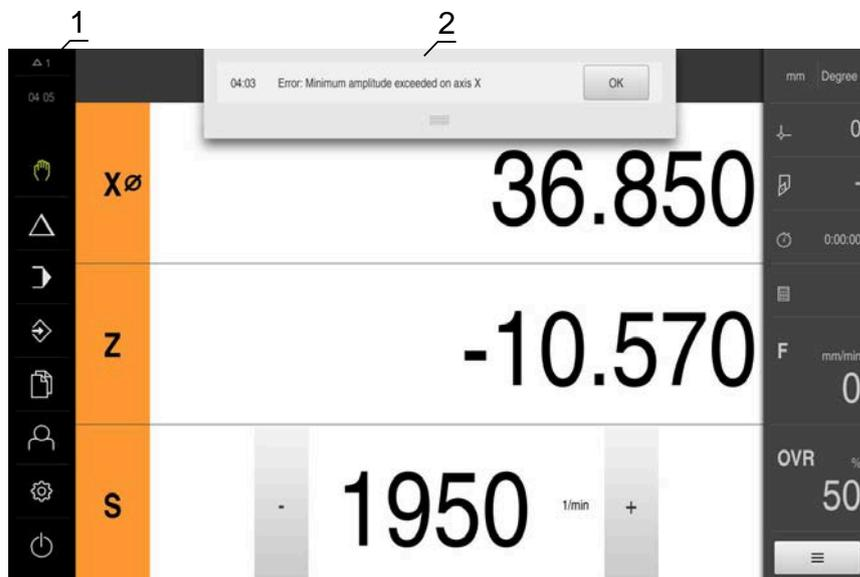 1
2
1
04:03 Error: Minimum amplitude exceeded on axis X OK
mm Degree
04 05
0
X⌀ 36.850
-
0:00:00
Z -10.570
F mm/min
0
OVR %
50
S - 1950 1/min +